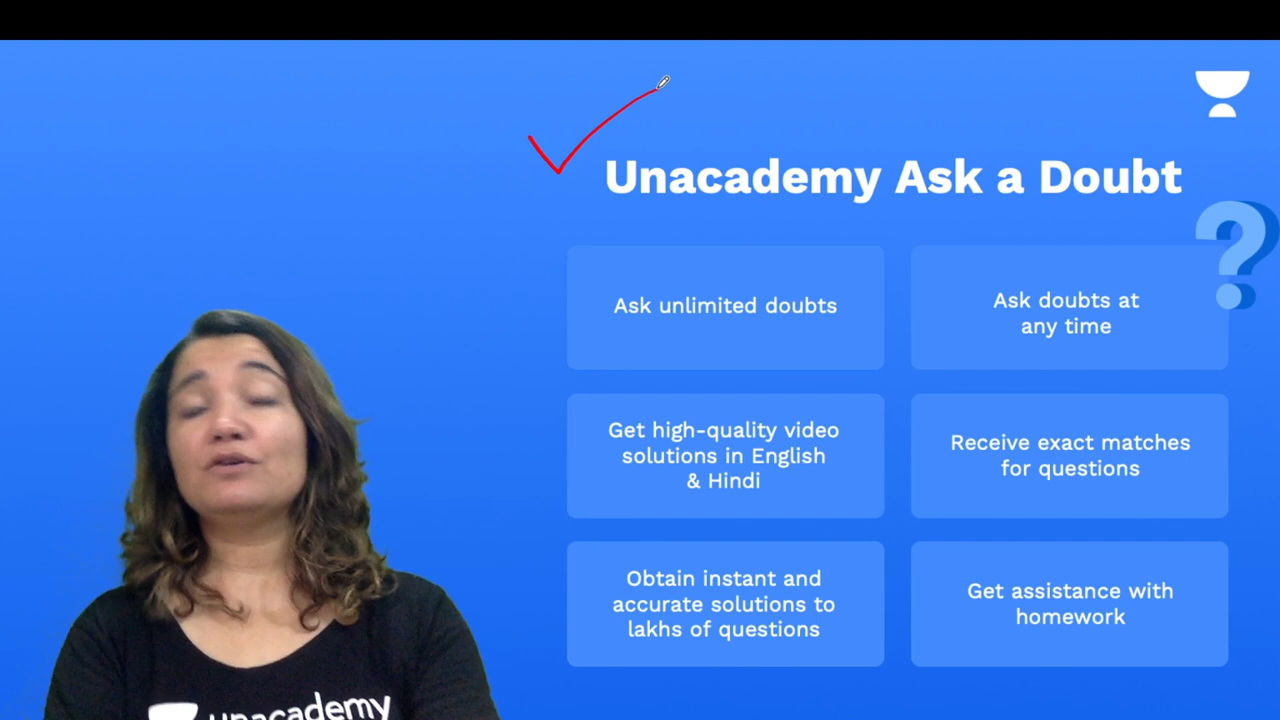 Unacademy Ask a Doubt
Ask unlimited doubts
Ask doubts at
any time
Get high-quality video
solutions in English
& Hindi
Receive exact matches
for questions
Obtain instant and
accurate solutions to
lakhs of questions
Get assistance with
homework
unacademy